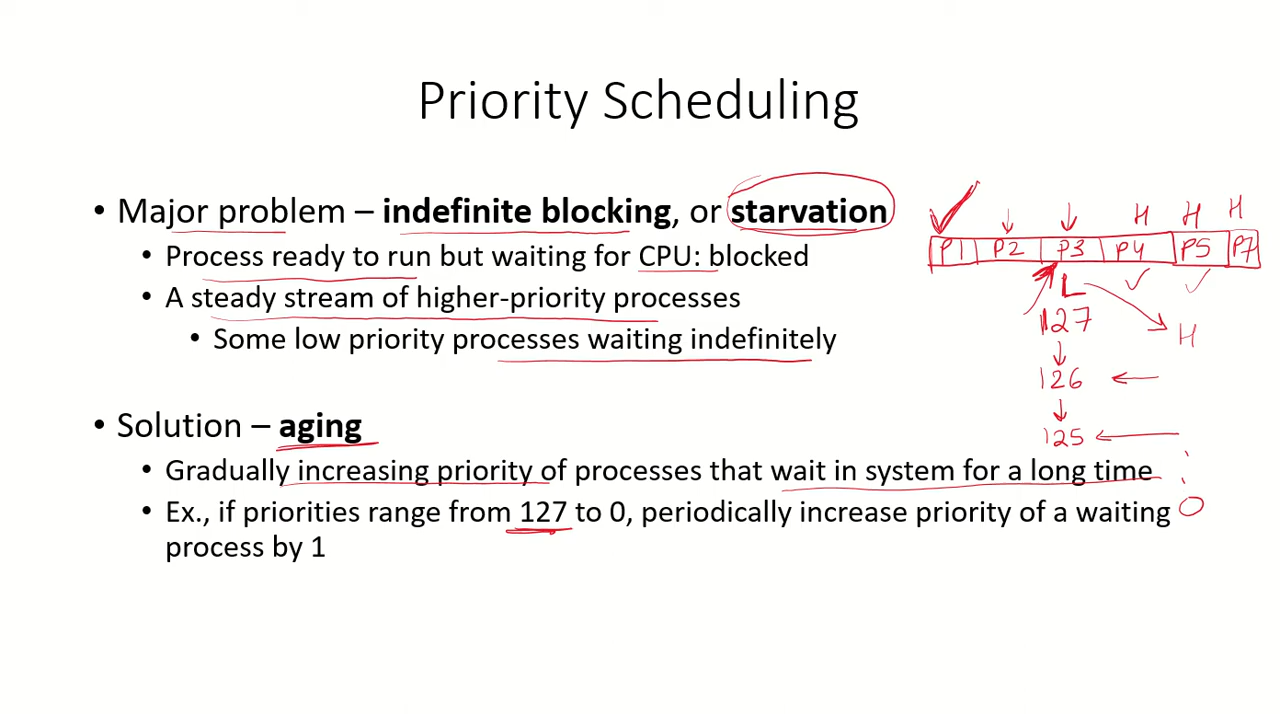 Priority Scheduling
• Major problem – indefinite blocking, or starvation
• Process ready to run but waiting for CPU: blocked
• A steady stream of higher-priority processes
• Some low priority processes waiting indefinitely
• Solution – aging
• Gradually increasing priority of processes that wait in system for a long time
• Ex., if priorities range from 127 to 0, periodically increase priority of a waiting
process by 1
H H H
P1 P2 P3 P4 P5 P7
L
127
H
126
125
0